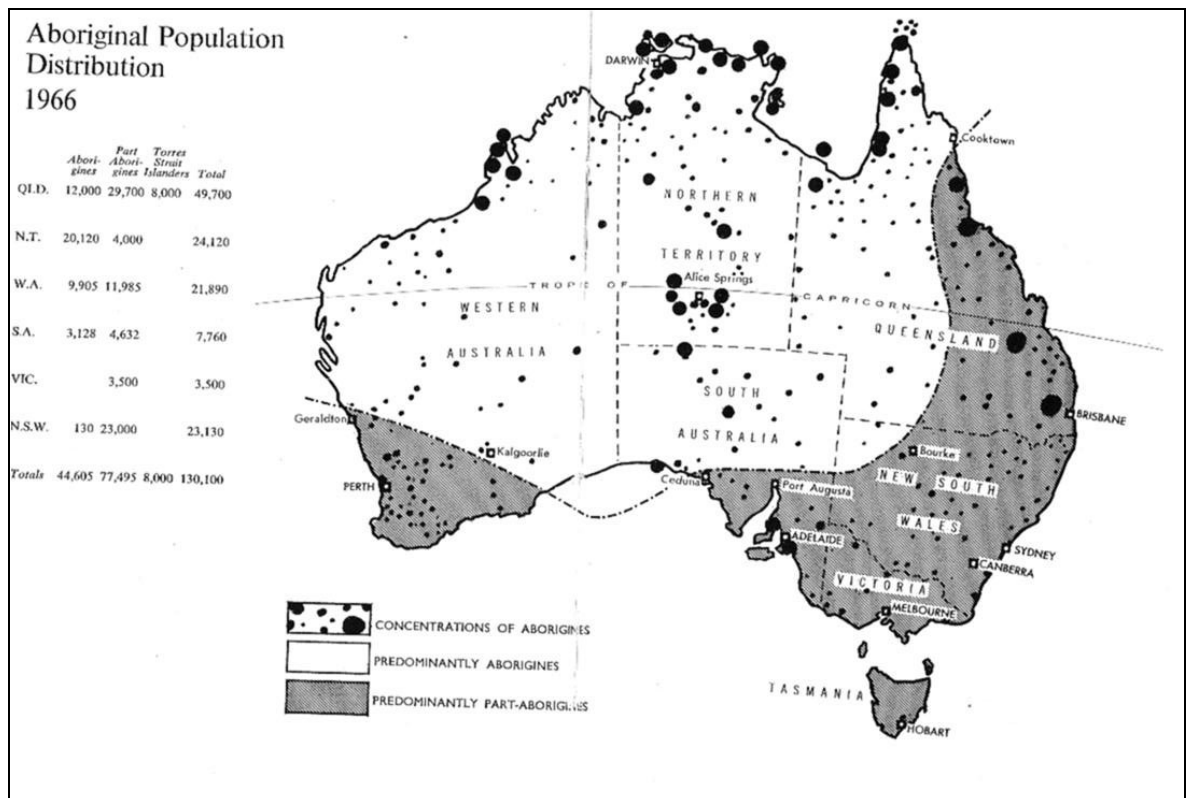 Aboriginal Population
Distribution
1966
Abori-
gines
Part
Abori-
gines
Torres
Strait
Islanders
Total
QLD. 12,000 29,700 8,000 49,700
N.T. 20,120 4,000 24,120
W.A. 9,905 11,985 21,890
S.A. 3,128 4,632 7,760
VIC. 3,500 3,500
N.S.W. 130 23,000 23,130
Totals 44,605 77,495 8,000 130,100
DARWIN
Cooktown
NORTHERN
TERRITORY
Alice Springs
TROPIC OF CAPRICORN
WESTERN
AUSTRALIA
QUEENSLAND
SOUTH
AUSTRALIA
Geraldton
Kalgoorlie
PERTH
Ceduna
Port Augusta
BRISBANE
Bourke
NEW SOUTH
WALES
ADELAIDE
SYDNEY
CANBERRA
VICTORIA
MELBOURNE
TASMANIA
HOBART
CONCENTRATIONS OF ABORIGINES
PREDOMINANTLY ABORIGINES
PREDOMINANTLY PART-ABORIGINES